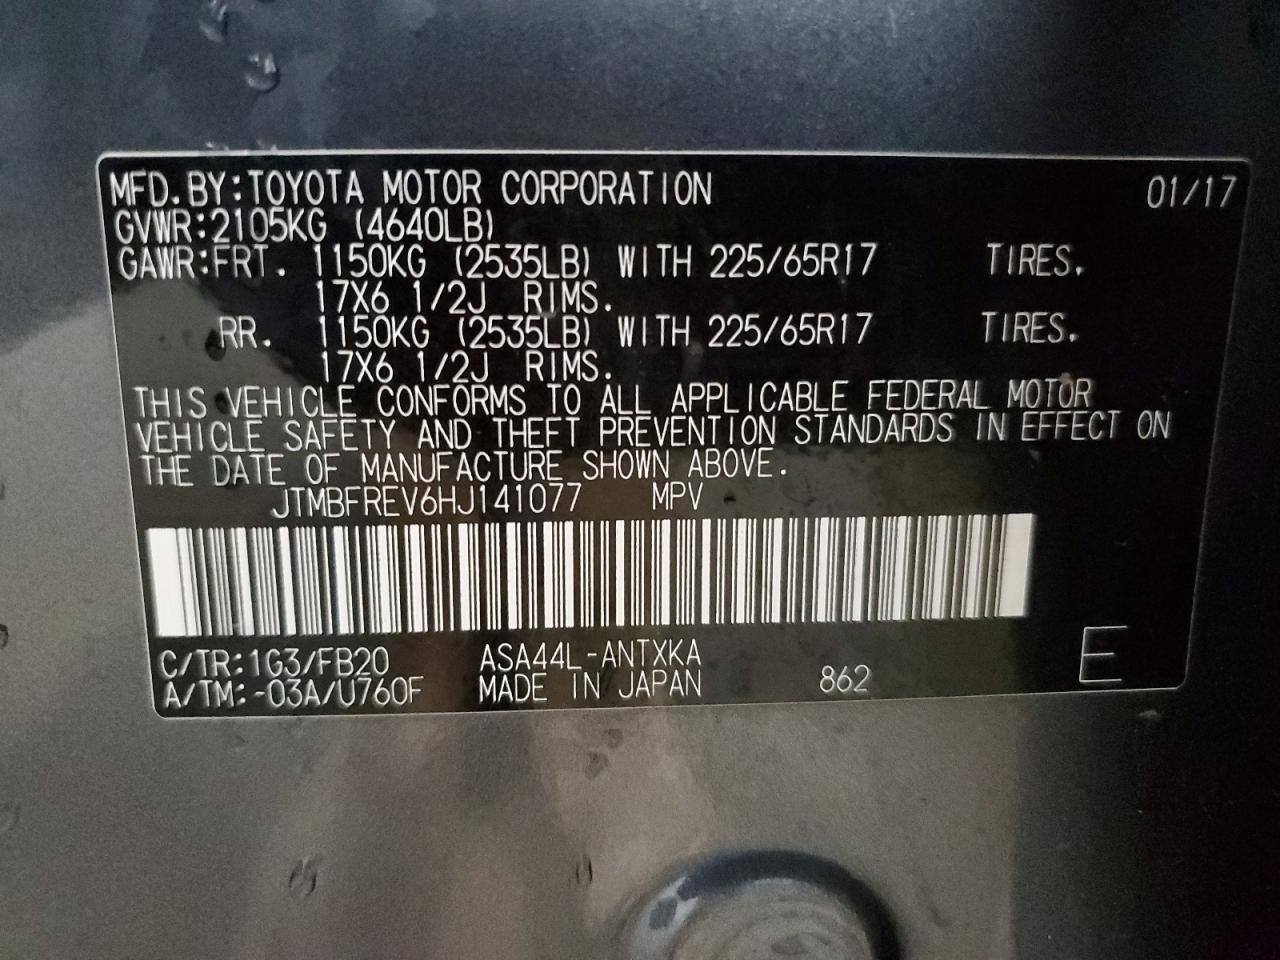 MFD.BY:TOYOTA MOTOR CORPORATION 01/17
GVWR:2105KG (4640LB)
GAWR:FRT. 1150KG (2535LB) WITH 225/65R17 TIRES.
17X6 1/2J RIMS.
RR. 1150KG (2535LB) WITH 225/65R17 TIRES.
17X6 1/2J RIMS.
THIS VEHICLE CONFORMS TO ALL APPLICABLE FEDERAL MOTOR
VEHICLE SAFETY AND THEFT PREVENTION STANDARDS IN EFFECT ON
THE DATE OF MANUFACTURE SHOWN ABOVE.
JTMBFREV6HJ141077 MPV
C/TR:1G3/FB20 ASA44L-ANTXKA
A/TM:-03A/U760F MADE IN JAPAN 862 E